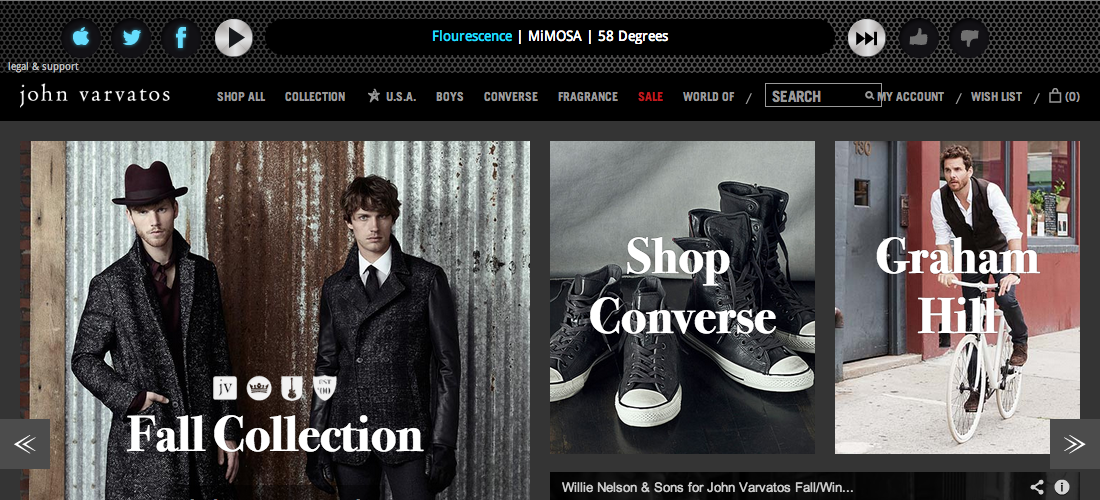 Flourescence | MiMOSA | 58 Degrees
legal & support
john varvatos
SHOP ALL COLLECTION U.S.A. BOYS CONVERSE FRAGRANCE SALE WORLD OF / SEARCH MY ACCOUNT / WISH LIST / (0)
180
jv
EST
'00
Fall Collection
Shop
Converse
Graham
Hill
Willie Nelson & Sons for John Varvatos Fall/Win...